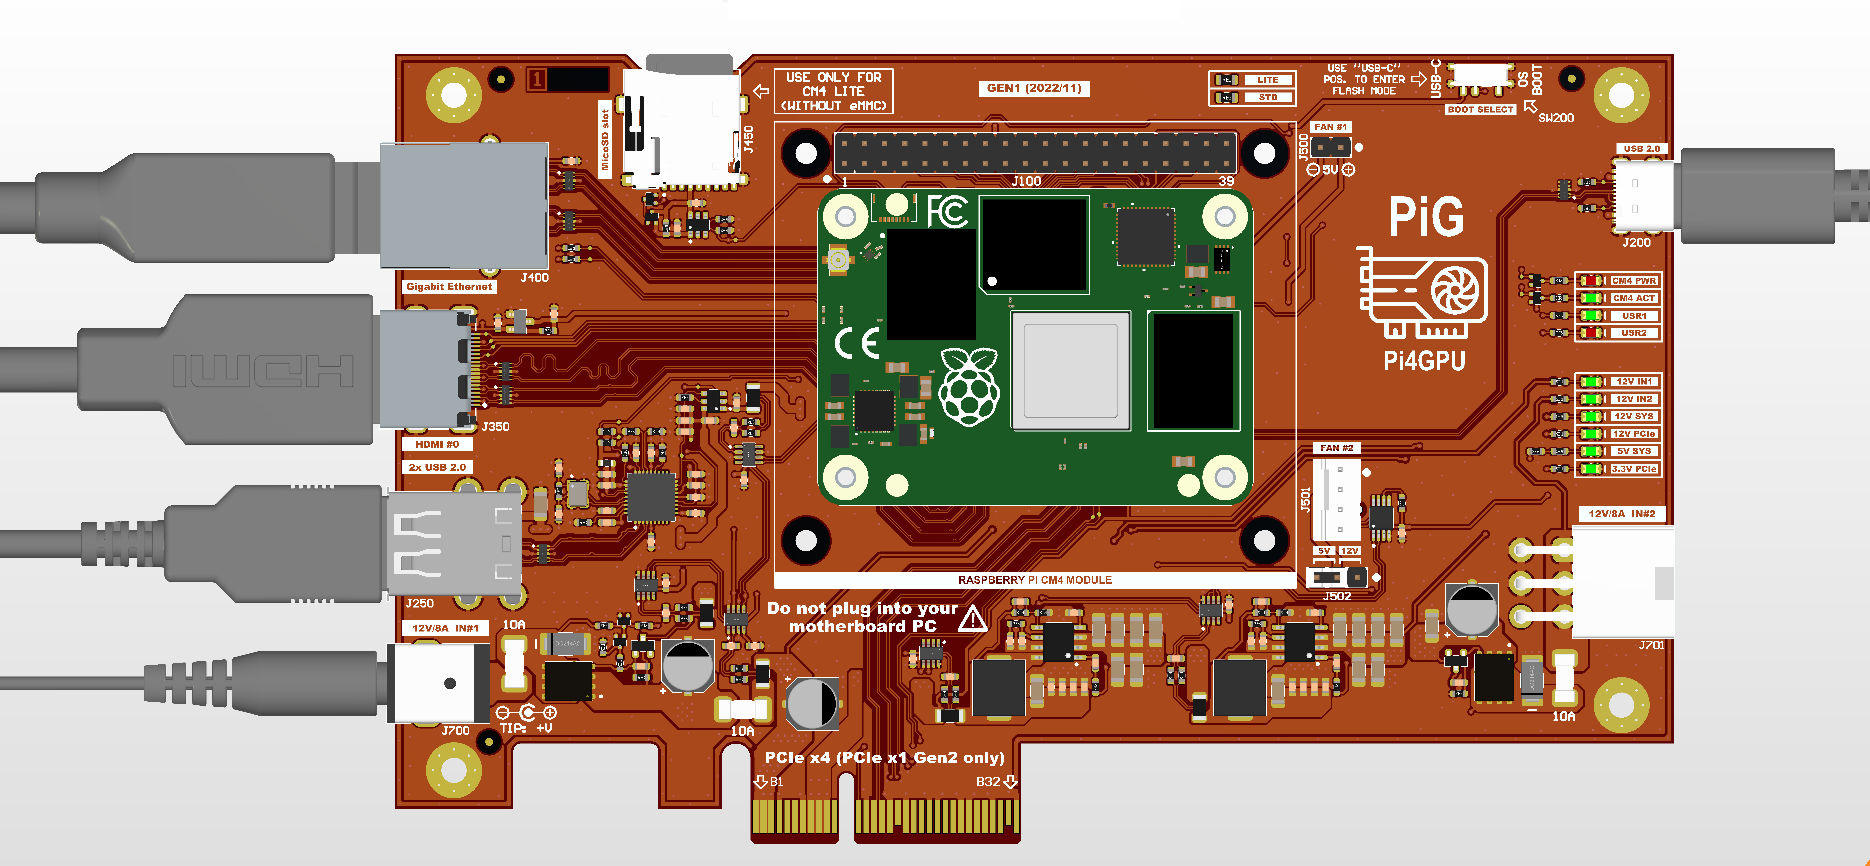 1
USE ONLY FOR
CM4 LITE
(WITHOUT eMMC)
MicoSD slot
J450
GEN1 (2022/11)
LITE
STD
USE "USB-C"
POS. TO ENTER
FLASH MODE
USB-C
OS
BOOT
BOOT SELECT
SW200
FAN #1
J500
5V
1
J100
39
USB 2.0
J200
FC
PiG
Pi4GPU
J400
Gigabit Ethernet
CM4 PWR
CM4 ACT
USR1
USR2
HDMI
CE
J350
HDMI #0
2x USB 2.0
12V IN1
12V IN2
12V SYS
12V PCIe
5V SYS
3.3V PCIe
FAN #2
J501
5V
12V
J502
12V/8A IN#2
J701
J250
10A
12V/8A IN#1
RASPBERRY PI CM4 MODULE
Do not plug into your
motherboard PC
J700
TIP: +V
10A
10A
PCIe x4 (PCIe x1 Gen2 only)
B1
B32